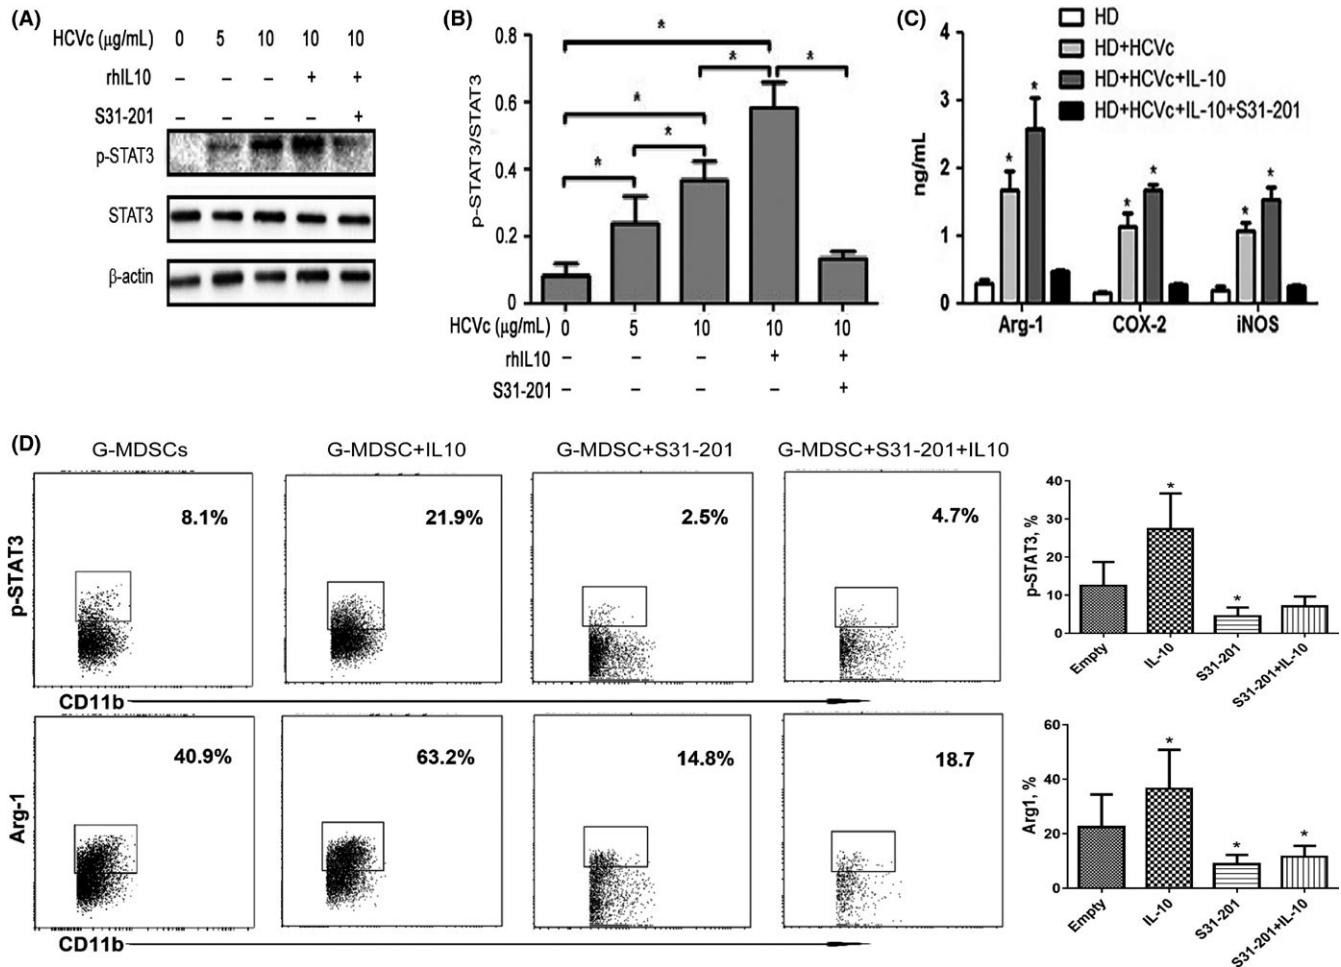 (A)
HCVc (μg/mL) 0 5 10 10 10
rhIL10 – – – + +
S31-201 – – – – +
p-STAT3
STAT3
β-actin
(B)
p-STAT3/STAT3
0.8
0.6
0.4
0.2
0
* * * * * *
HCVc (μg/mL) 0 5 10 10 10
rhIL10 – – – + +
S31-201 – – – – +
(C)
HD
HD+HCVc
HD+HCVc+IL-10
HD+HCVc+IL-10+S31-201
ng/mL
4
3
2
1
0
* * * * * *
Arg-1 COX-2 iNOS
(D)
G-MDSCs G-MDSC+IL10 G-MDSC+S31-201 G-MDSC+S31-201+IL10
p-STAT3
8.1% 21.9% 2.5% 4.7%
CD11b
p-STAT3, %
40
30
20
10
0
* *
Empty IL-10 S31-201 S31-201+IL-10
Arg-1
40.9% 63.2% 14.8% 18.7
CD11b
Arg1, %
60
40
20
0
* * *
Empty IL-10 S31-201 S31-201+IL-10